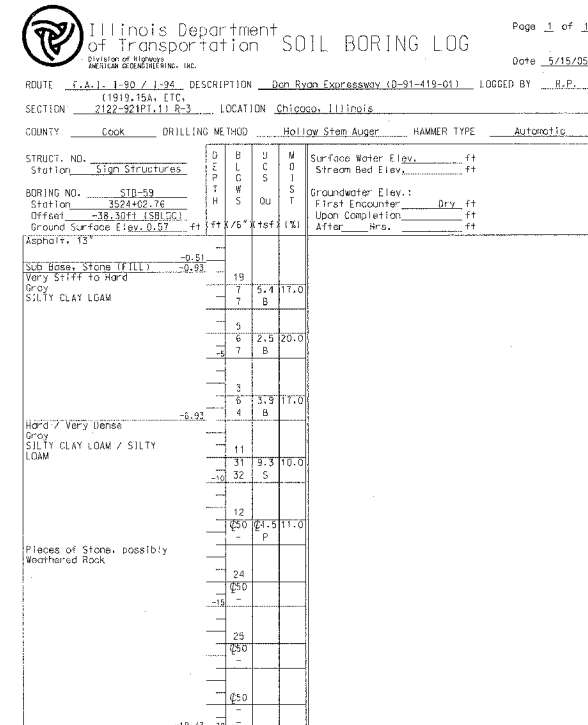 Illinois Department
of Transportation
SOIL BORING LOG
Division of Highways
AMERICAN GEOENGINEERING, INC.
Page 1 of 1
Date 5/15/05
ROUTE F.A.I. I-90 / I-94 DESCRIPTION Dan Ryan Expressway (D-91-419-01) LOGGED BY H.P.
(1919,15A, ETC,
SECTION 2122-921PT.1) R-3 LOCATION Chicago, Illinois
COUNTY Cook DRILLING METHOD Hollow Stem Auger HAMMER TYPE Automatic
STRUCT. NO.
Station Sign Structures
BORING NO. STB-59
Station 3524+02.76
Offset -38.30ft (SBLGC)
Ground Surface Elev. 0.57 ft
DEPTH (ft)
BLOWS (/6")
UCS Qu (tsf)
MOIST (%)
Surface Water Elev. ft
Stream Bed Elev. ft
Groundwater Elev.:
First Encounter Dry ft
Upon Completion ft
After Hrs. ft
Asphalt, 13"
-0.51
Sub Base, Stone (FILL) -0.93
Very Stiff to Hard 19
Gray 7 5.4 17.0
SILTY CLAY LOAM 7 B
5
6 2.5 20.0
-5 7 B
3
6 3.9 17.0
-6.93 4 B
Hard / Very Dense
Gray
SILTY CLAY LOAM / SILTY 11
LOAM 31 9.3 10.0
-10 32 S
12
50 4.5 11.0
- P
Pieces of Stone, possibly
Weathered Rock
24
50
-15 -
25
50
-
50
-